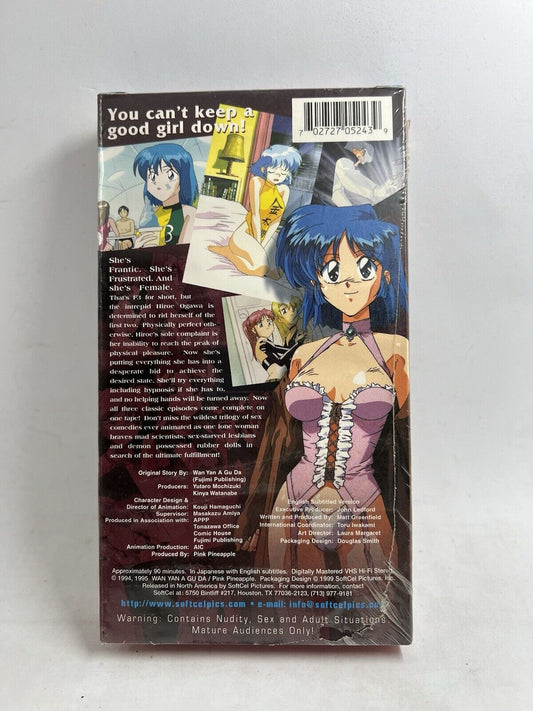 You can't keep a
good girl down!
7 02727 05243 9
She's
Frantic. She's
Frustrated. And
She's Female.
That's F3 for short, but
the intrepid Hiroe Ogawa is
determined to rid herself of the
first two. Physically perfect oth-
erwise, Hiroe's sole complaint is
her inability to reach the peak of
physical pleasure. Now she's
putting everything she has into a
desperate bid to achieve the
desired state. She'll try everything
including hypnosis if she has to,
and no helping hands will be turned away. Now
all three classic episodes come complete on
one tape! Don't miss the wildest trilogy of sex
comedies ever animated as one lone woman
braves mad scientists, sex-starved lesbians
and demon possessed rubber dolls in
search of the ultimate fulfillment!
Original Story By: Wan Yan A Gu Da
(Fujimi Publishing)
Producers: Yutaro Mochizuki
Kinya Watanabe
Character Design &
Director of Animation: Kouji Hamaguchi
Supervisor: Masakazu Amiya
Produced in Association with: APPP
Tonazawa Office
Comic House
Fujimi Publishing
Animation Production: AIC
Produced By: Pink Pineapple
English Subtitled Version
Executive Producer: John Ledford
Written and Produced By: Matt Greenfield
International Coordinator: Toru Iwakami
Art Director: Laura Margaret
Packaging Design: Douglas Smith
Approximately 90 minutes. In Japanese with English subtitles. Digitally Mastered VHS Hi-Fi Stereo
© 1994, 1995 WAN YAN A GU DA / Pink Pineapple. Packaging Design © 1999 SoftCel Pictures, Inc.
Released in North America by SoftCel Pictures. For more information, contact
SoftCel at: 5750 Bintliff #217, Houston, TX 77036-2123, (713) 977-9181
http://www.softcelpics.com • e-mail: info@softcelpics.com
Warning: Contains Nudity, Sex and Adult Situations.
Mature Audiences Only!